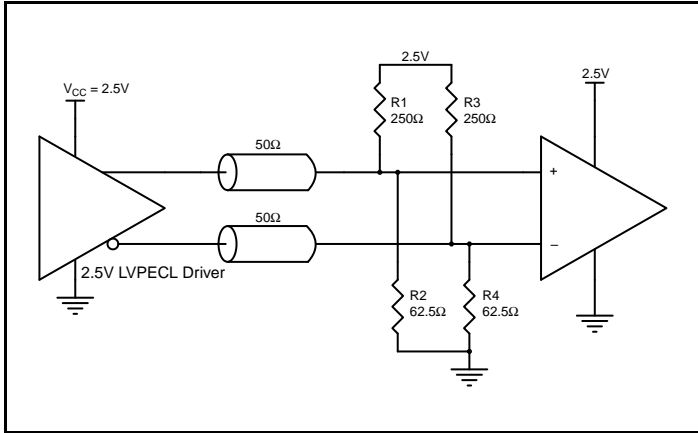 2.5V
V_CC = 2.5V
2.5V
R1
250Ω
R3
250Ω
50Ω
+
50Ω
–
2.5V LVPECL Driver
R2
62.5Ω
R4
62.5Ω